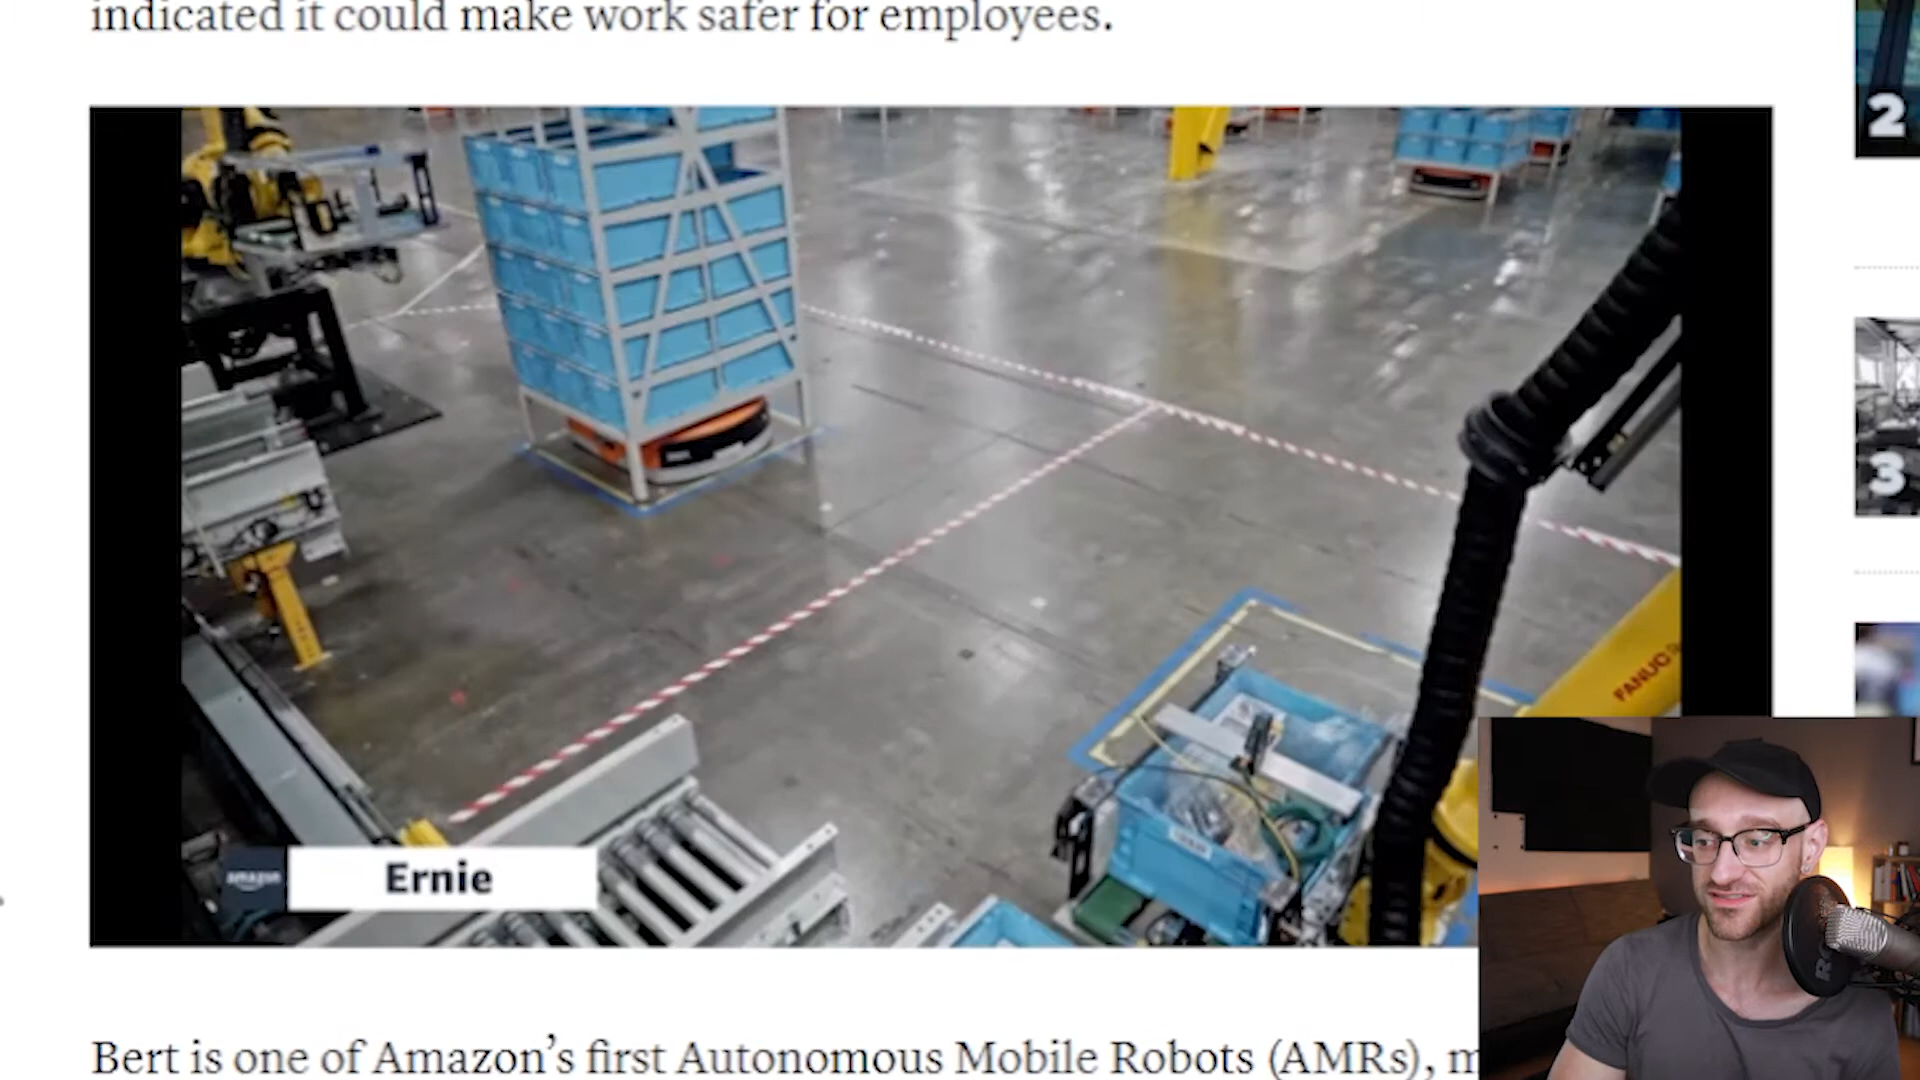 indicated it could make work safer for employees.
2
3
FANUC
amazon
Ernie
Bert is one of Amazon's first Autonomous Mobile Robots (AMRs), m